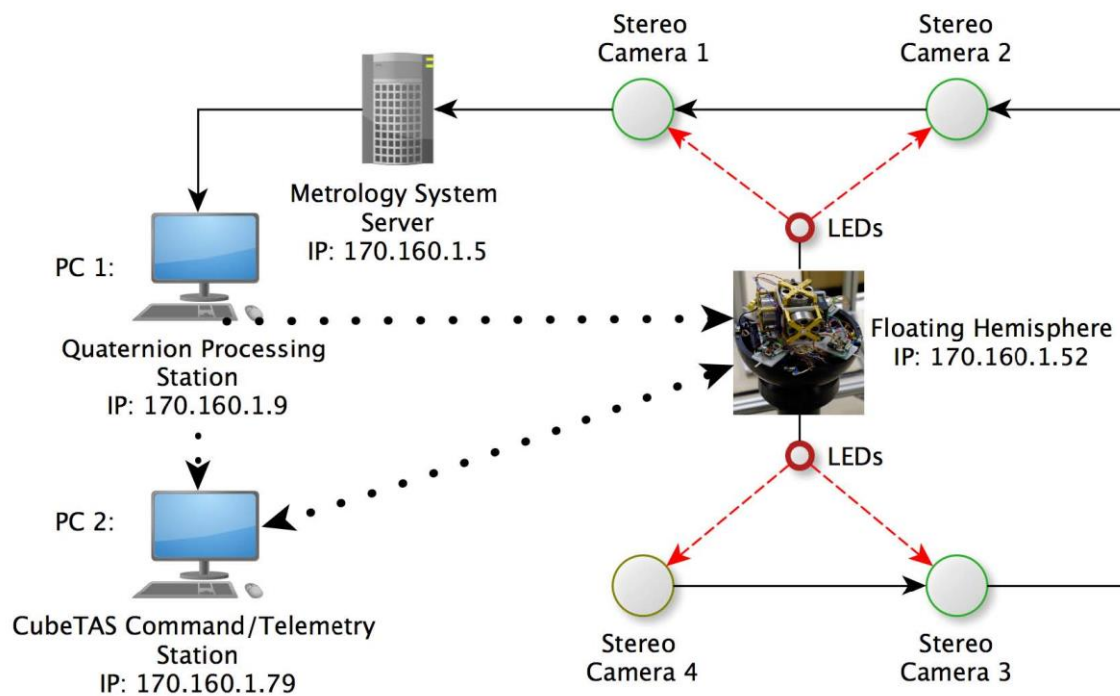 Stereo
Camera 1
Stereo
Camera 2
Metrology System
Server
IP: 170.160.1.5
LEDs
PC 1:
Floating Hemisphere
IP: 170.160.1.52
Quaternion Processing
Station
IP: 170.160.1.9
LEDs
PC 2:
CubeTAS Command/Telemetry
Station
IP: 170.160.1.79
Stereo
Camera 4
Stereo
Camera 3